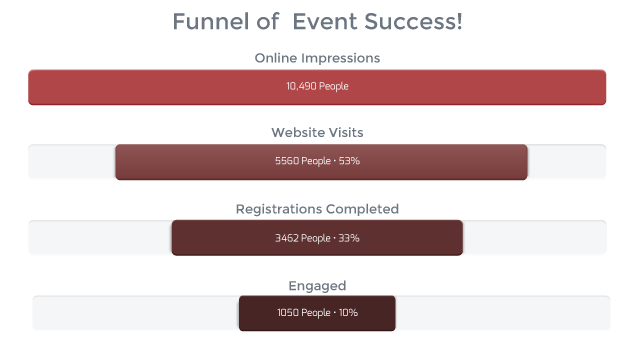 Funnel of Event Success!
Online Impressions
10,490 People
Website Visits
5560 People • 53%
Registrations Completed
3462 People • 33%
Engaged
1050 People • 10%